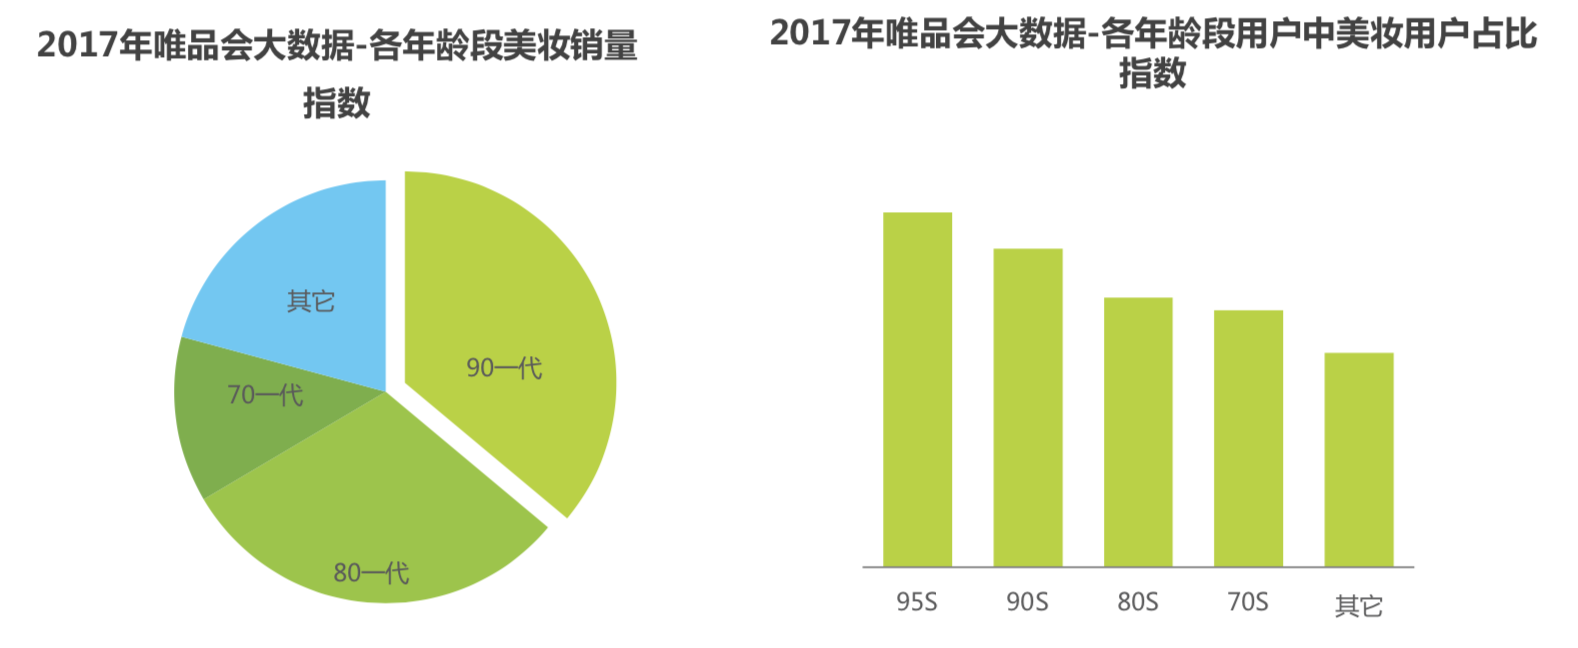 2017年唯品会大数据-各年龄段美妆销量
指数
其它
90一代
70一代
80一代
2017年唯品会大数据-各年龄段用户中美妆用户占比
指数
95S
90S
80S
70S
其它